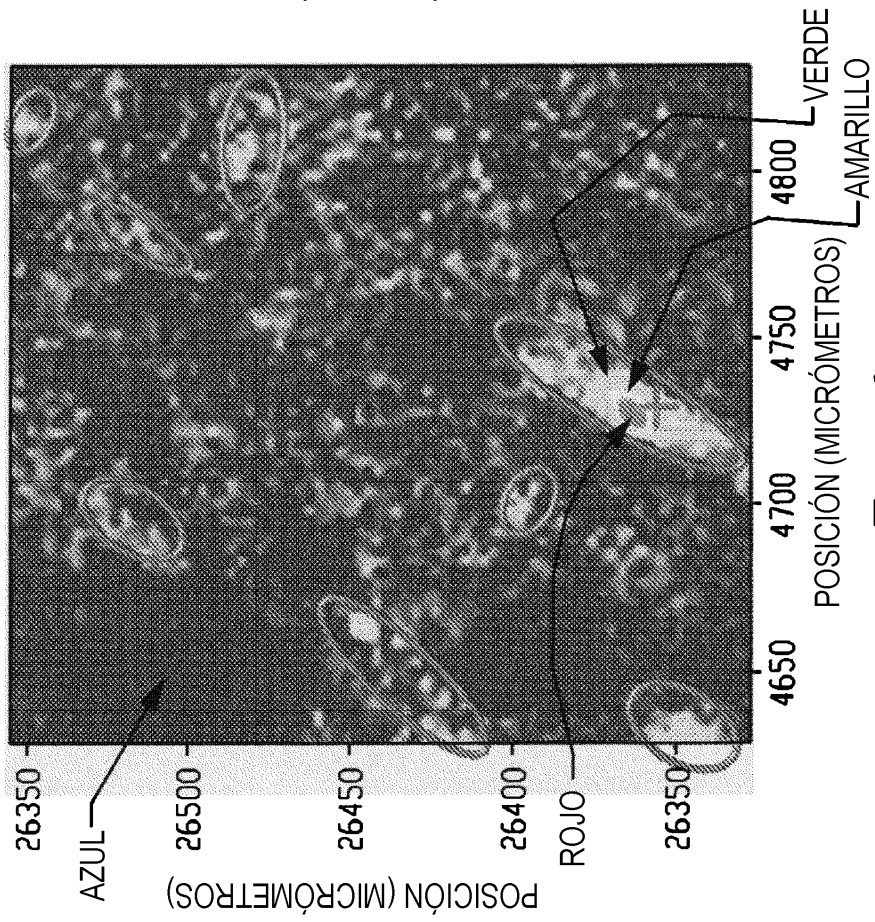 AZUL
26350
26500
26450
26400
26350
POSICIÓN (MICRÓMETROS)
ROJO
4650
4700
4750
4800
POSICIÓN (MICRÓMETROS)
VERDE
AMARILLO